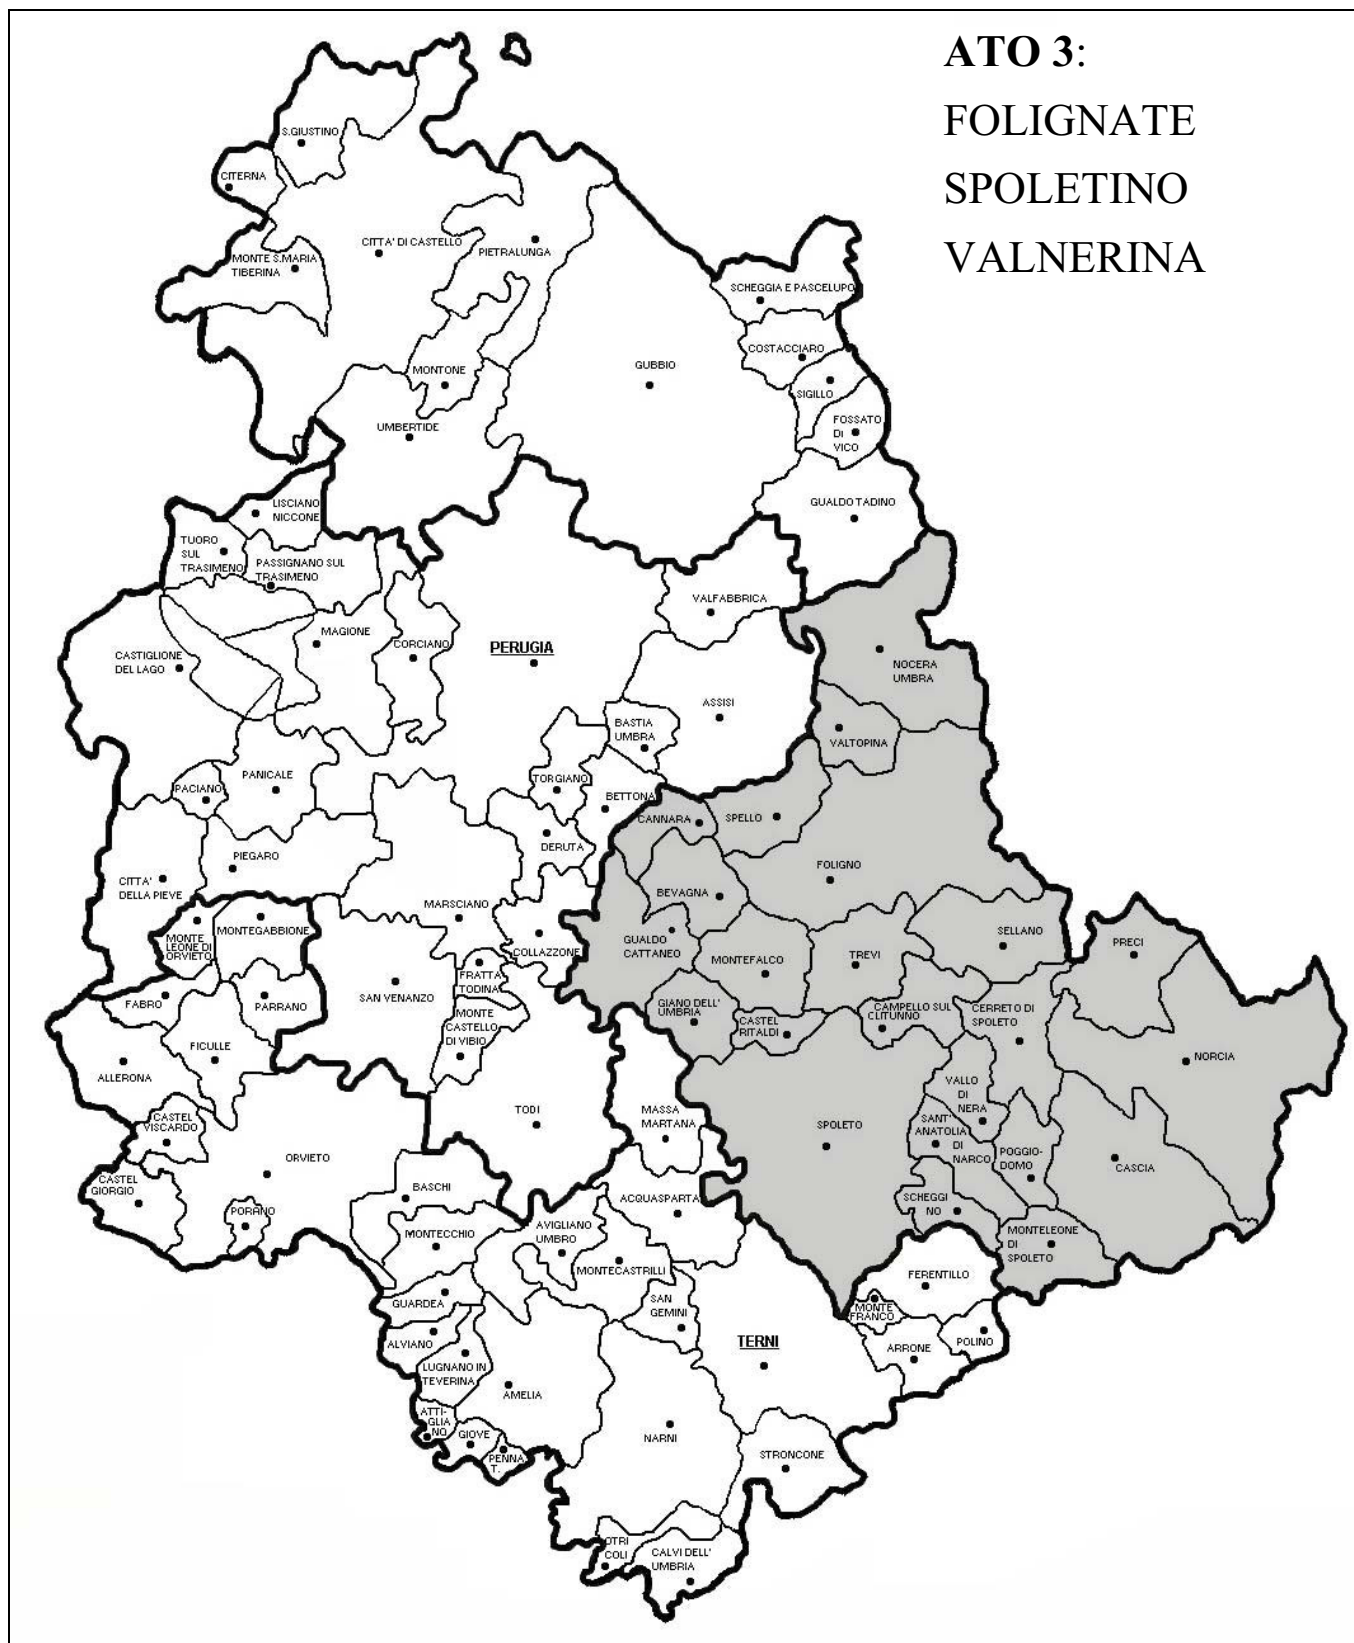 ATO 3:
FOLIGNATE
SPOLETINO
VALNERINA
S.GIUSTINO
CITERNA
CITTA' DI CASTELLO
PIETRALUNGA
MONTE S.MARIA
TIBERINA
SCHEGGIA E PASCELUPO
COSTACCIARO
GUBBIO
MONTONE
SIGILLO
UMBERTIDE
FOSSATO
DI
VICO
LISCIANO
NICCONE
GUALDO TADINO
TUORO
SUL
TRASIMENO
PASSIGNANO SUL
TRASIMENO
VALFABBRICA
MAGIONE
CORCIANO
PERUGIA
CASTIGLIONE
DEL LAGO
NOCERA
UMBRA
ASSISI
BASTIA
UMBRA
VALTOPINA
PANICALE
PACIANO
TORGIANO
BETTONA
CANNARA
SPELLO
DERUTA
PIEGARO
FOLIGNO
CITTA'
DELLA PIEVE
BEVAGNA
MARSCIANO
MONTEGABBIONE
MONTE
LEONE DI
ORVIETO
COLLAZZONE
GUALDO
CATTANEO
MONTEFALCO
TREVI
SELLANO
PRECI
FRATTA
TODINA
SAN VENANZO
FABRO
PARRANO
MONTE
CASTELLO
DI VIBIO
GIANO DELL'
UMBRIA
CASTEL
RITALDI
CAMPELLO SUL
CLITUNNO
CERRETO DI
SPOLETO
FICULLE
ALLERONA
NORCIA
VALLO
DI
NERA
CASTEL
VISCARDO
TODI
MASSA
MARTANA
SPOLETO
SANT'
ANATOLIA
DI
NARCO
POGGIO-
DOMO
CASCIA
ORVIETO
CASTEL
GIORGIO
BASCHI
ACQUASPARTA
SCHEGGI
NO
PORANO
MONTECCHIO
AVIGLIANO
UMBRO
MONTECASTRILLI
MONTELEONE
DI
SPOLETO
FERENTILLO
GUARDEA
SAN
GEMINI
MONTE
FRANCO
ALVIANO
TERNI
ARRONE
POLINO
LUGNANO IN
TEVERINA
AMELIA
ATTI-
GLIA
NO
GIOVE
PENNA
T.
NARNI
STRONCONE
OTRI
COLI
CALVI DELL'
UMBRIA